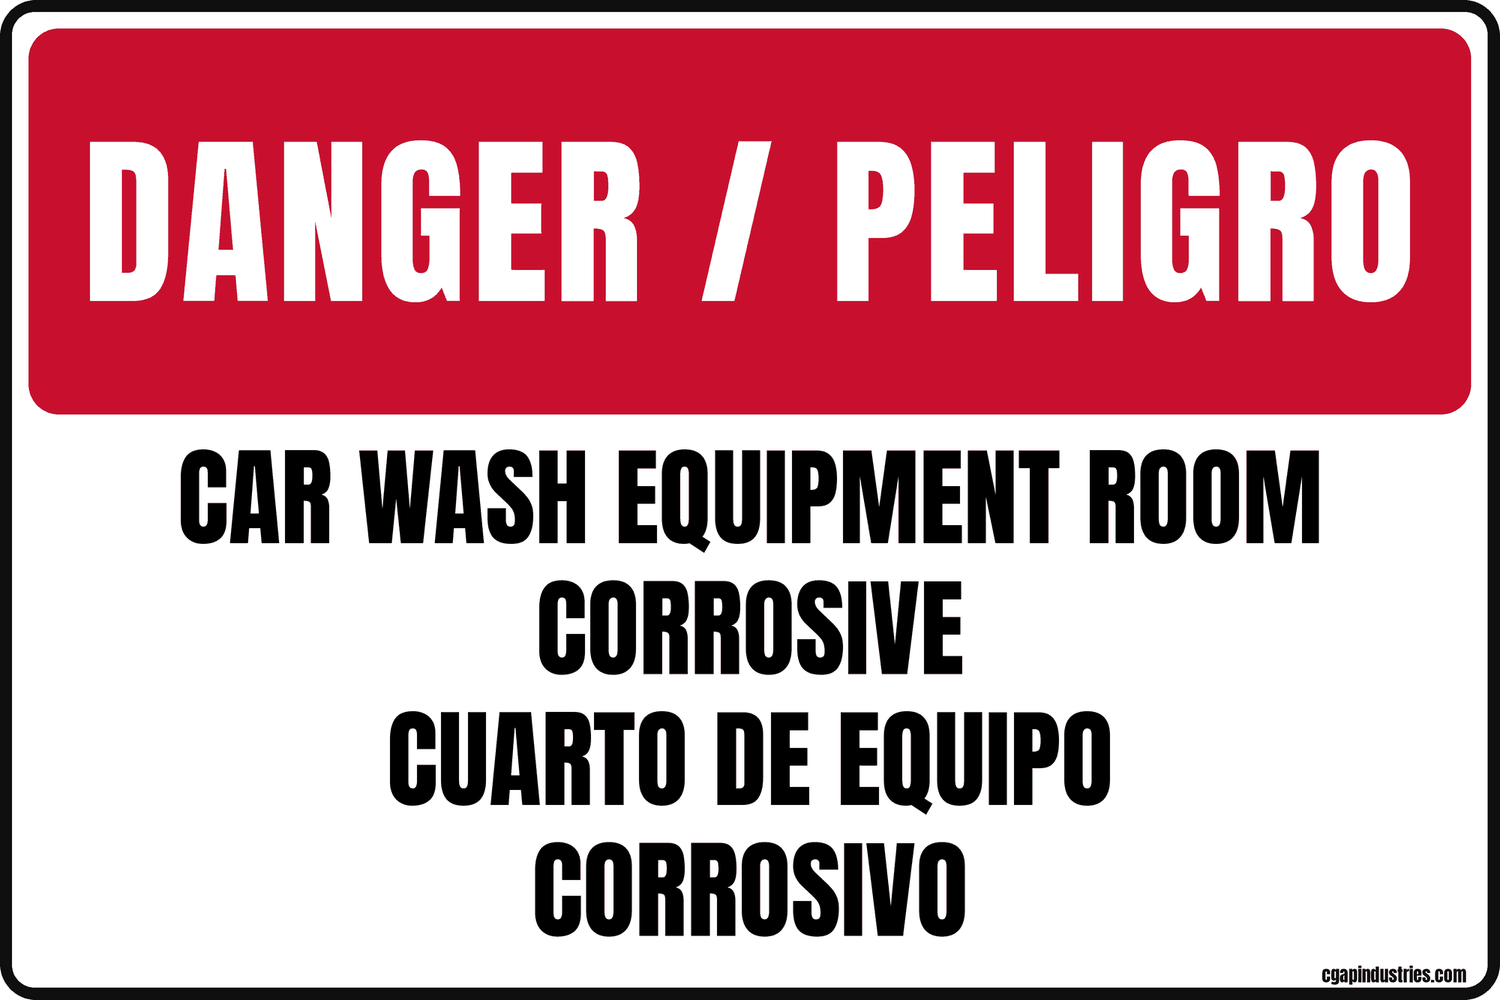 DANGER / PELIGRO
CAR WASH EQUIPMENT ROOM
CORROSIVE
CUARTO DE EQUIPO
CORROSIVO
cgapindustries.com